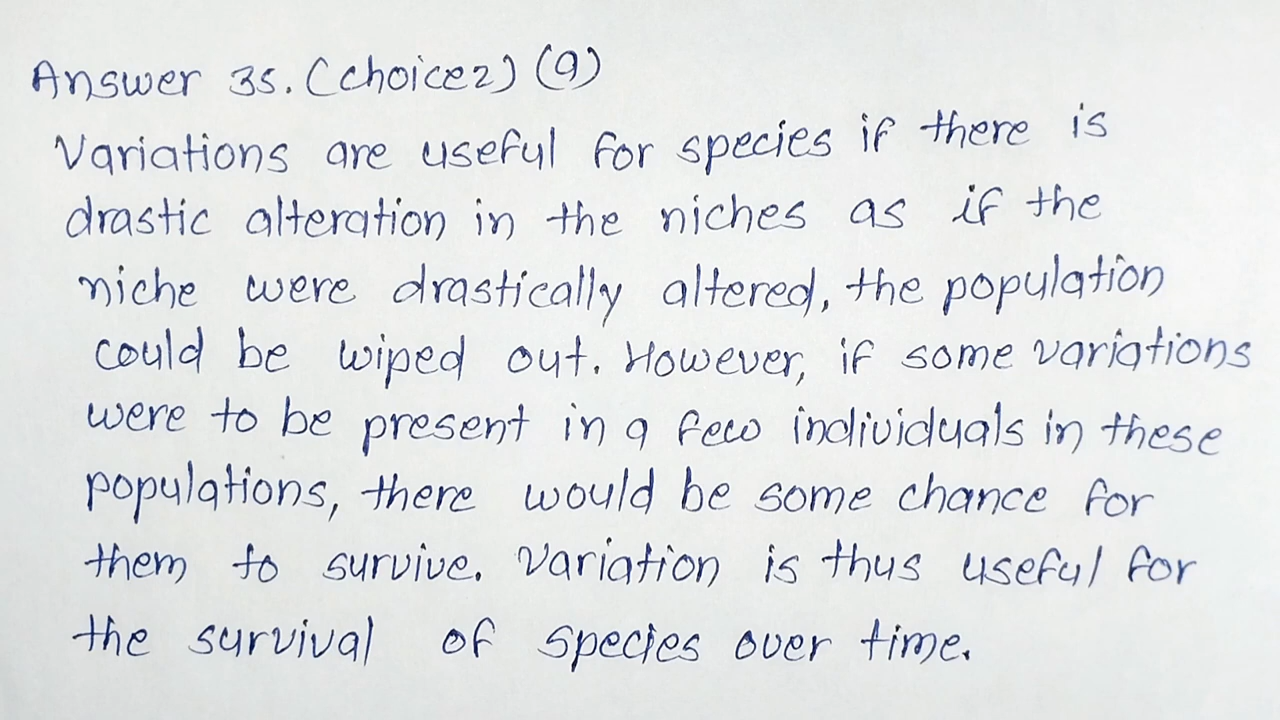 Answer 35. (choice2) (a)
Variations are useful for species if there is
drastic alteration in the niches as if the
niche were drastically altered, the population
could be wiped out. However, if some variations
were to be present in a few individuals in these
populations, there would be some chance for
them to survive. Variation is thus useful for
the survival of species over time.